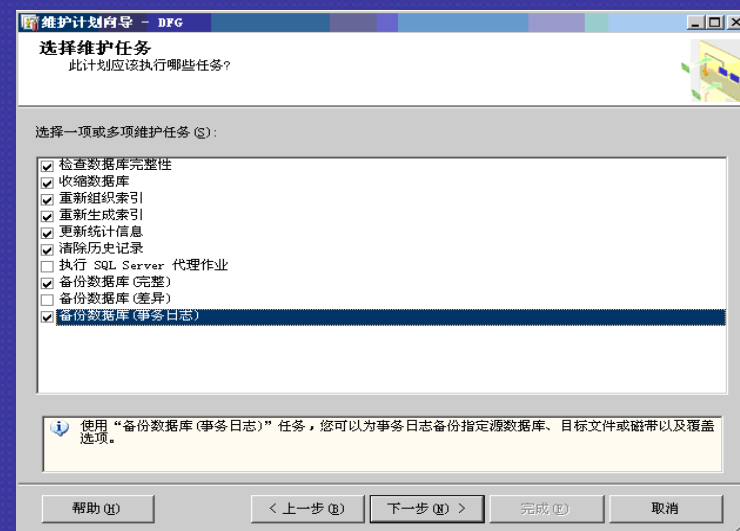 维护计划向导 - DFG
选择维护任务
此计划应该执行哪些任务?
选择一项或多项维护任务(S):
检查数据库完整性
收缩数据库
重新组织索引
重新生成索引
更新统计信息
清除历史记录
执行 SQL Server 代理作业
备份数据库(完整)
备份数据库(差异)
备份数据库(事务日志)
使用“备份数据库(事务日志)”任务,您可以为事务日志备份指定源数据库、目标文件或磁带以及覆盖
选项。
帮助(H) < 上一步(B) 下一步(N) > 完成(F) 取消